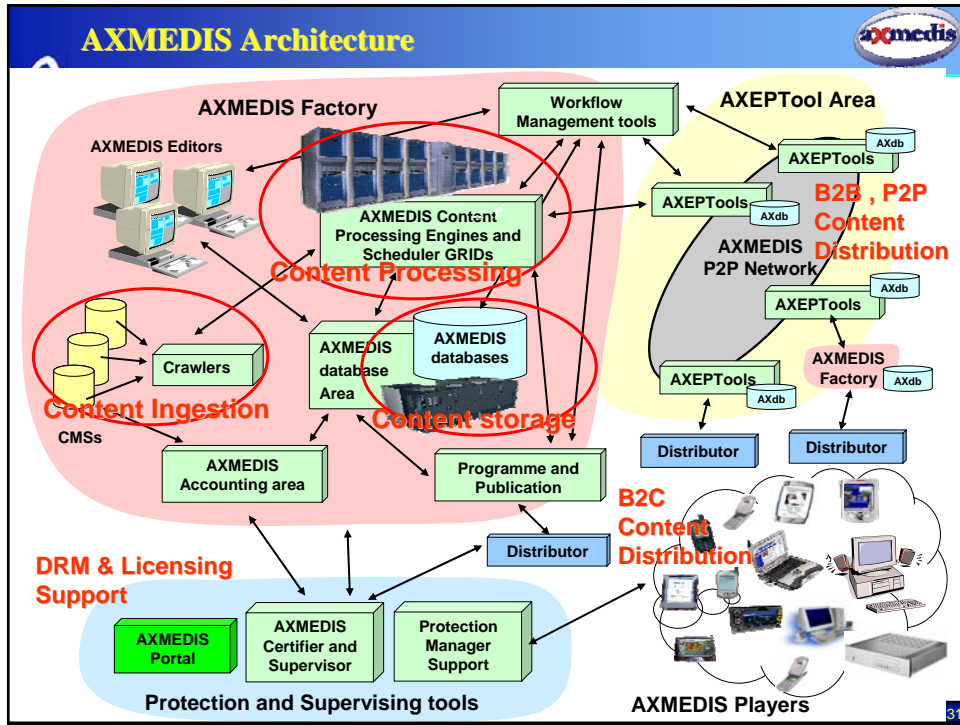 AXMEDIS Architecture
axmedis
AXMEDIS Factory
Workflow
Management tools
AXEPTool Area
AXMEDIS Editors
AXEPTools
AXdb
AXEPTools
AXdb
B2B , P2P
Content
Distribution
AXMEDIS Content
Processing Engines and
Scheduler GRIDs
Content Processing
AXMEDIS
P2P Network
AXEPTools
AXdb
AXMEDIS
database
Area
AXMEDIS
databases
Crawlers
Content Ingestion
CMSs
Content storage
AXEPTools
AXdb
AXMEDIS
Factory
AXdb
Distributor
Distributor
AXMEDIS
Accounting area
Programme and
Publication
B2C
Content
Distribution
Distributor
DRM & Licensing
Support
AXMEDIS
Portal
AXMEDIS
Certifier and
Supervisor
Protection
Manager
Support
Protection and Supervising tools
AXMEDIS Players
31